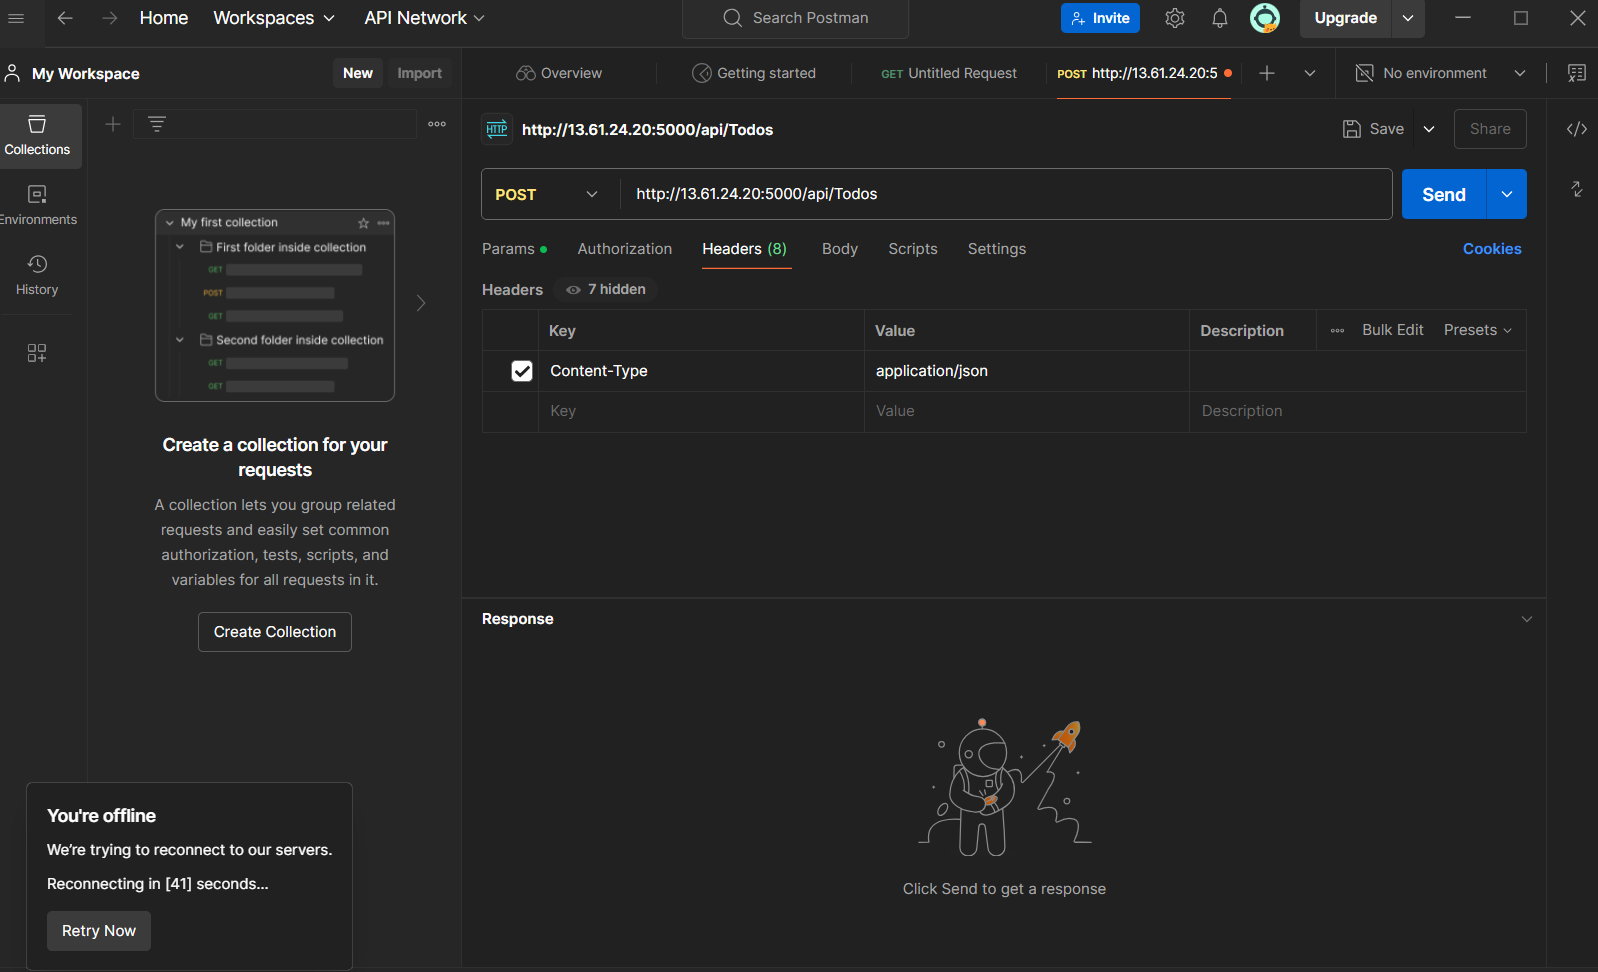 Home Workspaces API Network Search Postman Invite Upgrade
My Workspace New Import Overview Getting started GET Untitled Request POST http://13.61.24.20:5 No environment
Collections
Environments
History
My first collection
First folder inside collection
GET
POST
GET
Second folder inside collection
GET
GET
Create a collection for your
requests
A collection lets you group related
requests and easily set common
authorization, tests, scripts, and
variables for all requests in it.
Create Collection
You're offline
We're trying to reconnect to our servers.
Reconnecting in [41] seconds...
Retry Now
HTTP http://13.61.24.20:5000/api/Todos Save Share
POST http://13.61.24.20:5000/api/Todos Send
Params Authorization Headers (8) Body Scripts Settings Cookies
Headers 7 hidden
Key Value Description Bulk Edit Presets
Content-Type application/json
Key Value Description
Response
Click Send to get a response